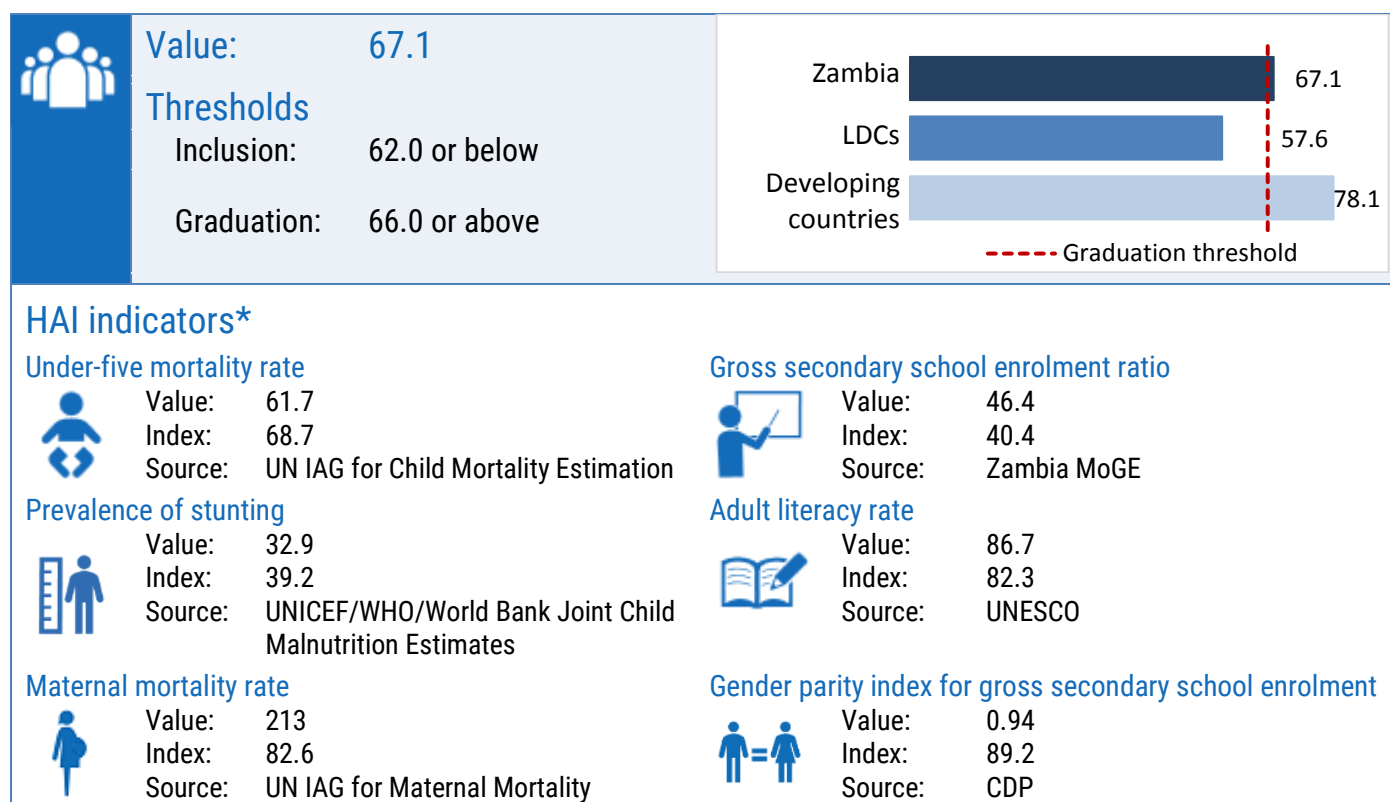 Value: 67.1
Thresholds
Inclusion: 62.0 or below
Graduation: 66.0 or above
Zambia 67.1
LDCs 57.6
Developing
countries 78.1
Graduation threshold
HAI indicators*
Under-five mortality rate
Value: 61.7
Index: 68.7
Source: UN IAG for Child Mortality Estimation
Prevalence of stunting
Value: 32.9
Index: 39.2
Source: UNICEF/WHO/World Bank Joint Child
Malnutrition Estimates
Maternal mortality rate
Value: 213
Index: 82.6
Source: UN IAG for Maternal Mortality
Gross secondary school enrolment ratio
Value: 46.4
Index: 40.4
Source: Zambia MoGE
Adult literacy rate
Value: 86.7
Index: 82.3
Source: UNESCO
Gender parity index for gross secondary school enrolment
Value: 0.94
Index: 89.2
Source: CDP